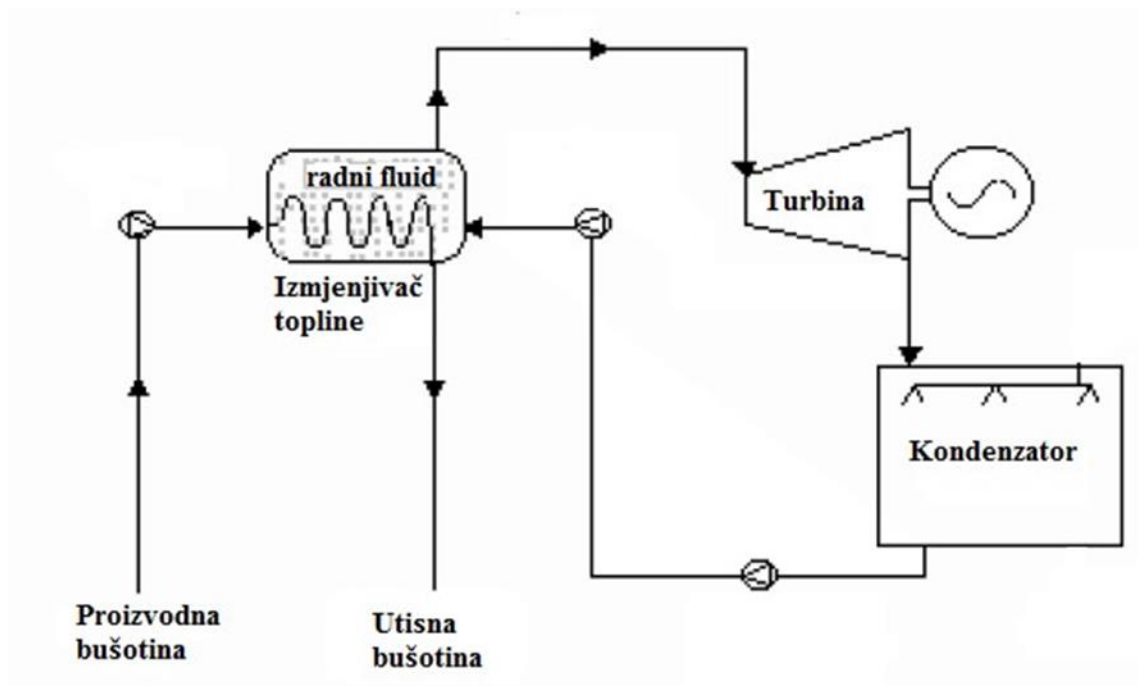 radni fluid
Turbina
Izmjenjivač
topline
Kondenzator
Proizvodna
bušotina
Utisna
bušotina